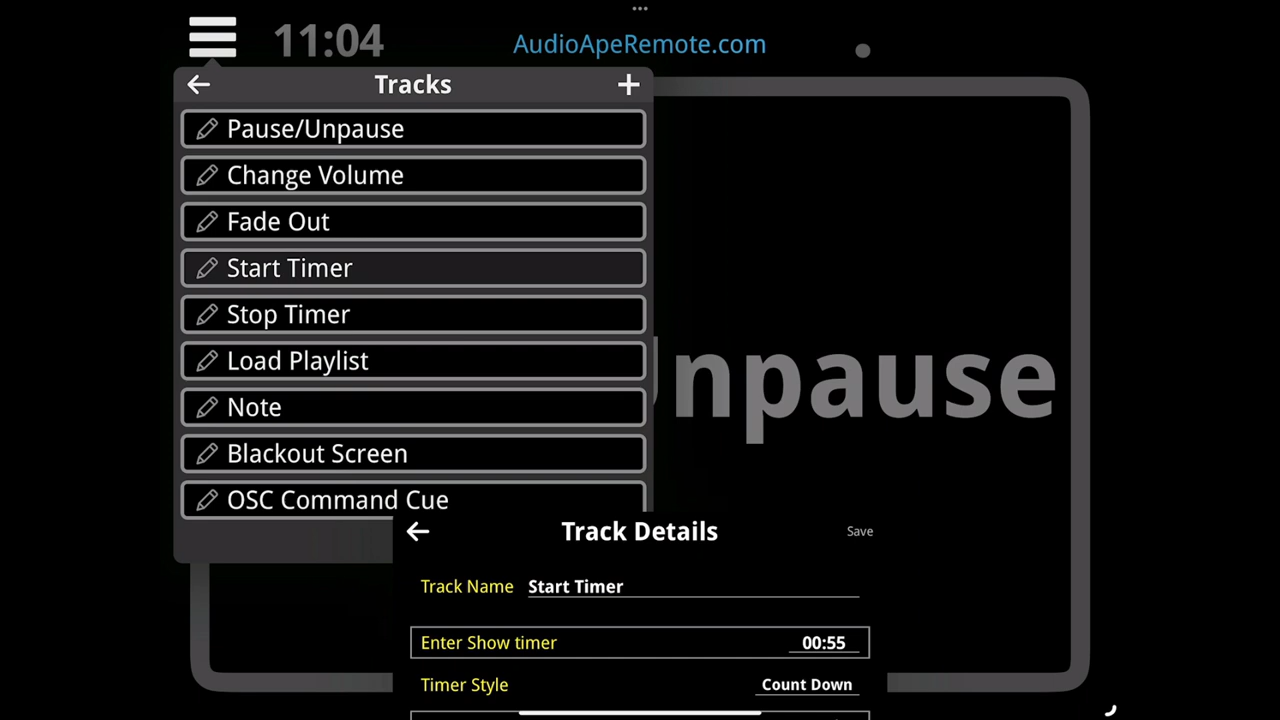 11:04
AudioApeRemote.com
Tracks
Pause/Unpause
Change Volume
Fade Out
Start Timer
Stop Timer
Load Playlist
Note
Blackout Screen
OSC Command Cue
npause
Track Details
Save
Track Name Start Timer
Enter Show timer 00:55
Timer Style Count Down